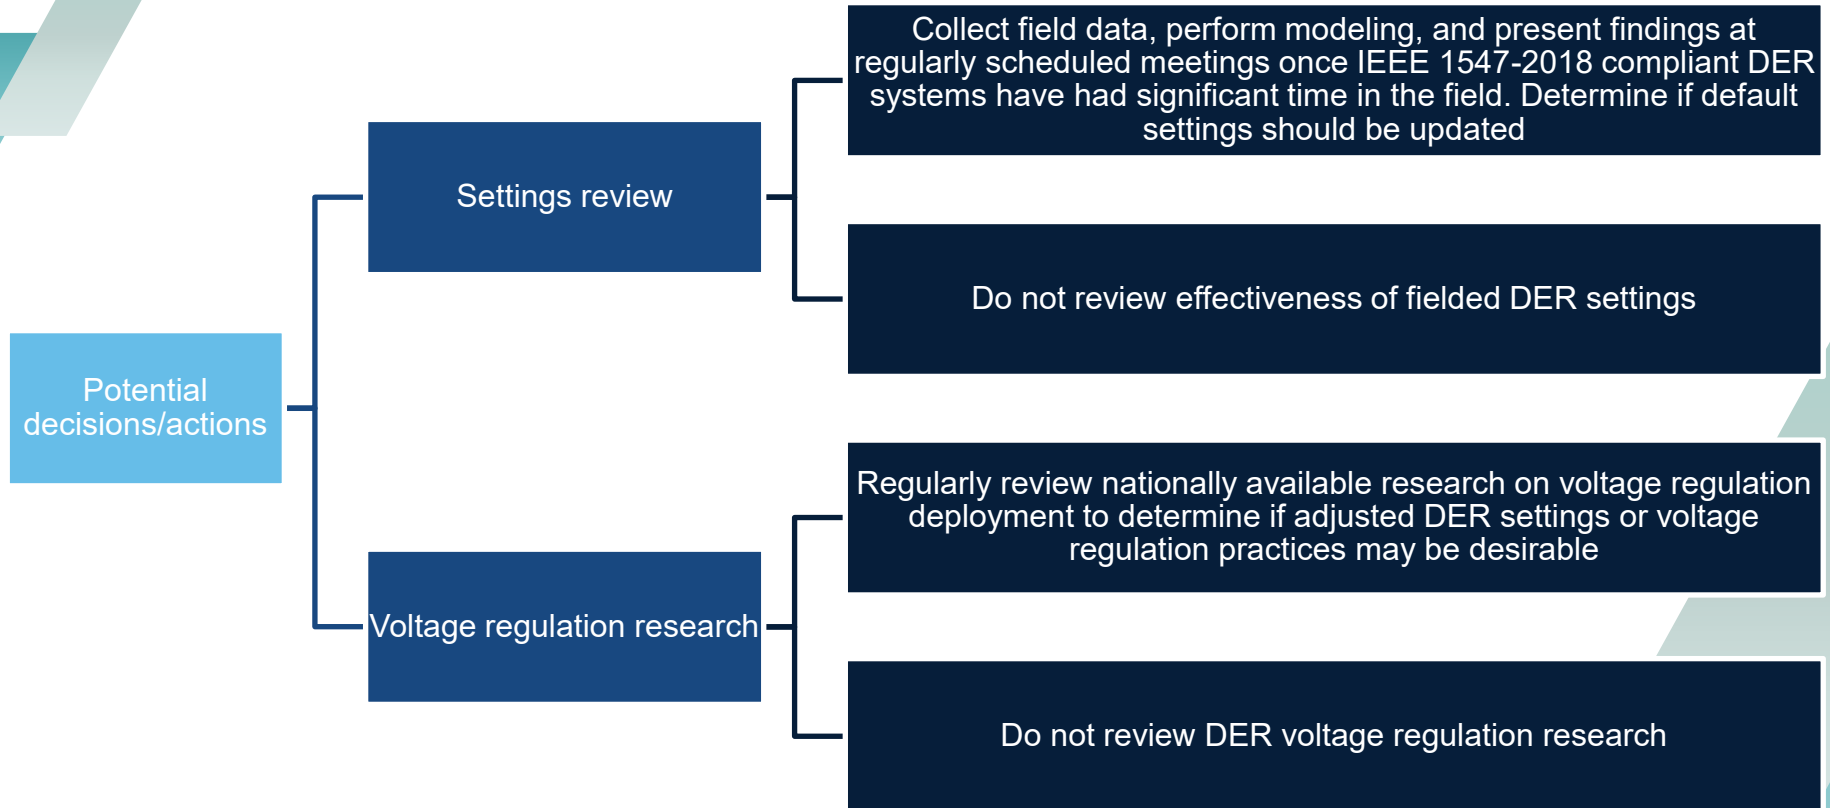 Potential
decisions/actions
Settings review
Collect field data, perform modeling, and present findings at
regularly scheduled meetings once IEEE 1547-2018 compliant DER
systems have had significant time in the field. Determine if default
settings should be updated
Do not review effectiveness of fielded DER settings
Voltage regulation research
Regularly review nationally available research on voltage regulation
deployment to determine if adjusted DER settings or voltage
regulation practices may be desirable
Do not review DER voltage regulation research